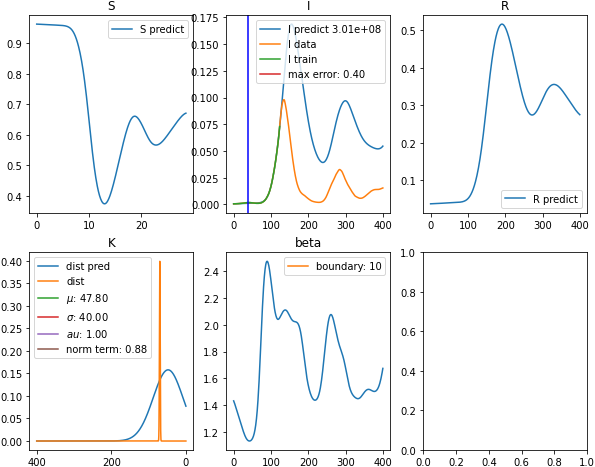 S
I
R
S predict
I predict 3.01e+08
I data
I train
max error: 0.40
R predict
0.9
0.8
0.7
0.6
0.5
0.4
0 10 20
0.175
0.150
0.125
0.100
0.075
0.050
0.025
0.000
0 100 200 300 400
0.5
0.4
0.3
0.2
0.1
0 100 200 300 400
K
beta
dist pred
dist
μ: 47.80
σ: 40.00
au: 1.00
norm term: 0.88
boundary: 10
0.40
0.35
0.30
0.25
0.20
0.15
0.10
0.05
0.00
400 200 0
2.4
2.2
2.0
1.8
1.6
1.4
1.2
0 100 200 300 400
1.0
0.8
0.6
0.4
0.2
0.0
0.0 0.2 0.4 0.6 0.8 1.0